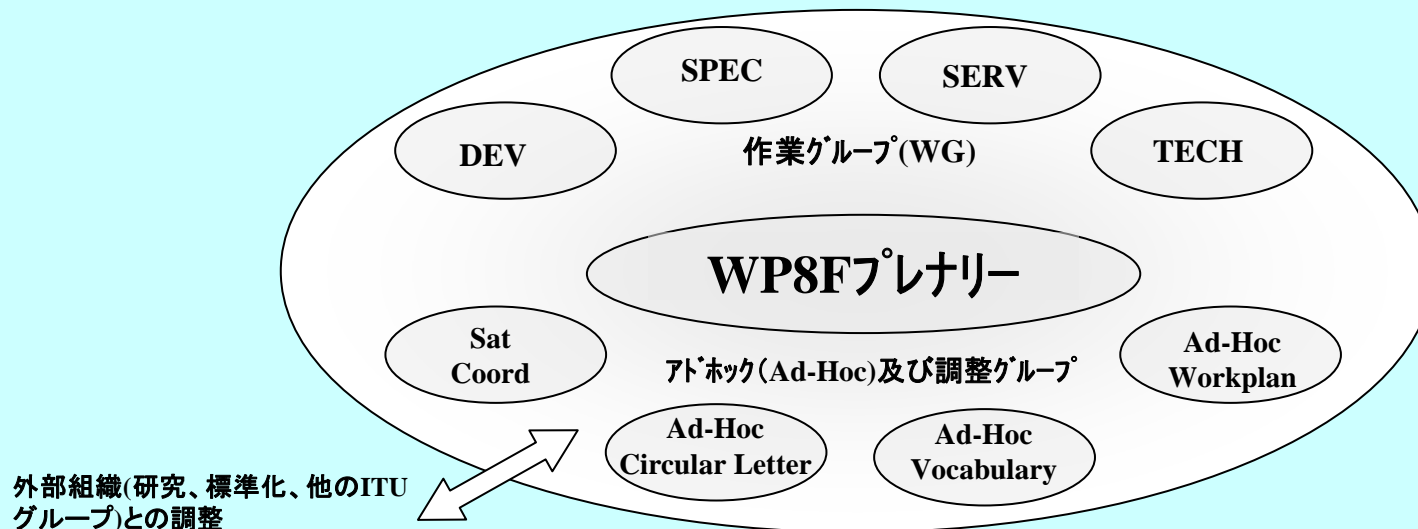 SPEC
SERV
DEV
作業グループ(WG)
TECH
WP8Fプレナリー
Sat
Coord
アドホック(Ad-Hoc)及び調整グループ
Ad-Hoc
Workplan
Ad-Hoc
Circular Letter
Ad-Hoc
Vocabulary
外部組織(研究、標準化、他のITU
グループ)との調整